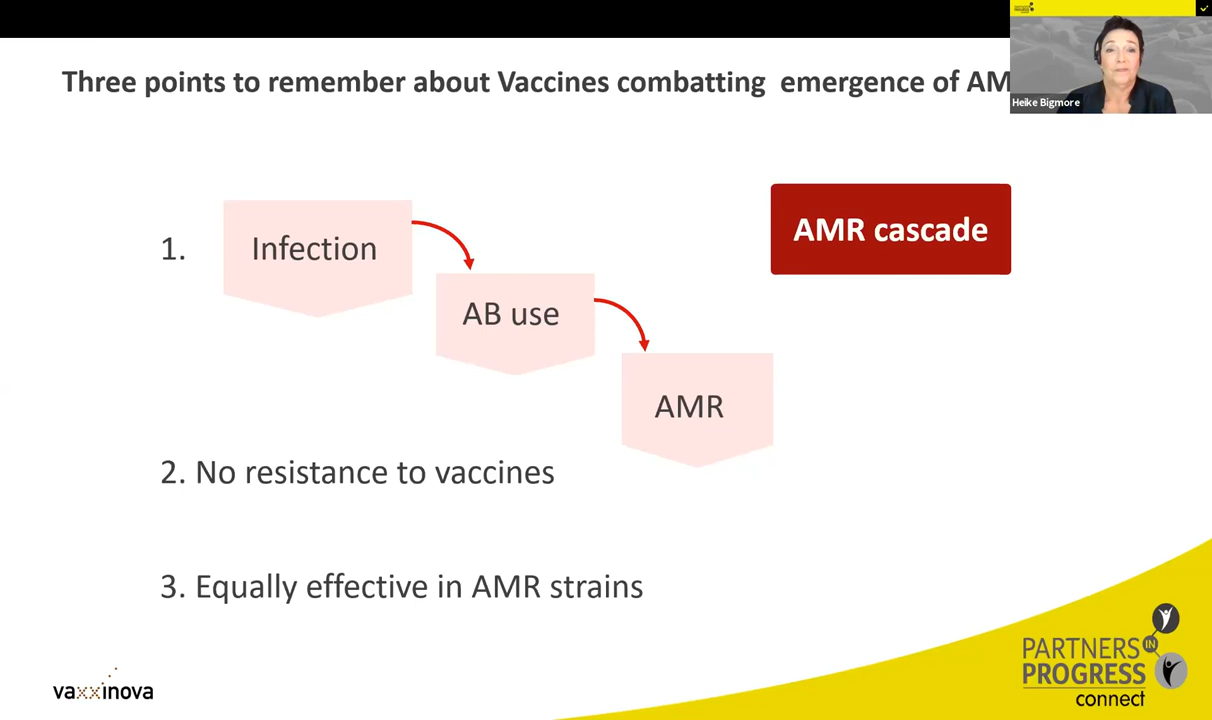 Three points to remember about Vaccines combatting emergence of AM
Heike Bigmore
1.
Infection
AB use
AMR
AMR cascade
2. No resistance to vaccines
3. Equally effective in AMR strains
vaxxinova
PARTNERS IN
PROGRESS
connect